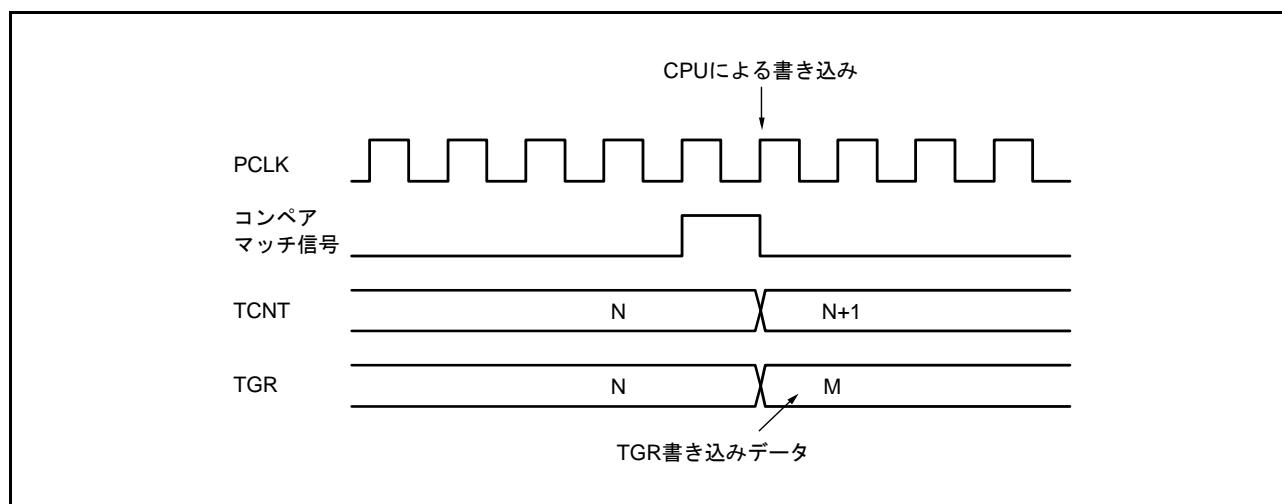 CPUによる書き込み
PCLK
コンペア
マッチ信号
TCNT
N
N+1
TGR
N
M
TGR書き込みデータ